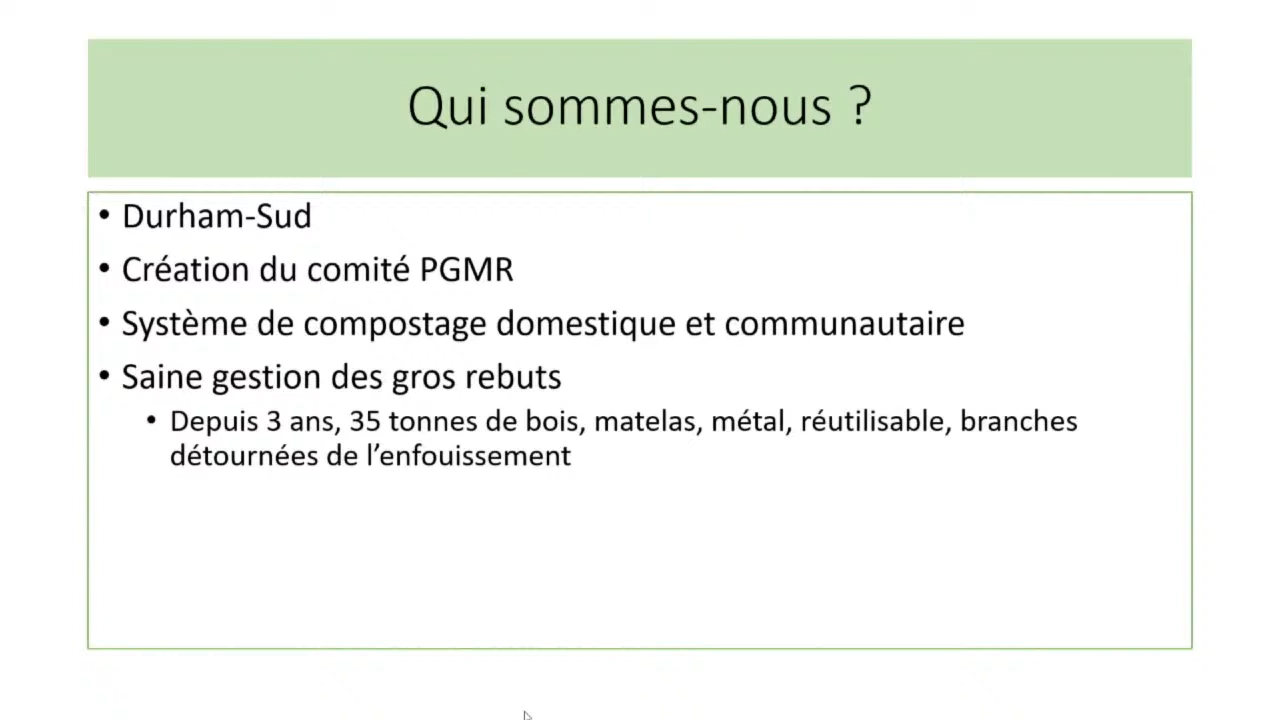 Qui sommes-nous ?
• Durham-Sud
• Création du comité PGMR
• Système de compostage domestique et communautaire
• Saine gestion des gros rebuts
• Depuis 3 ans, 35 tonnes de bois, matelas, métal, réutilisable, branches
détournées de l’enfouissement